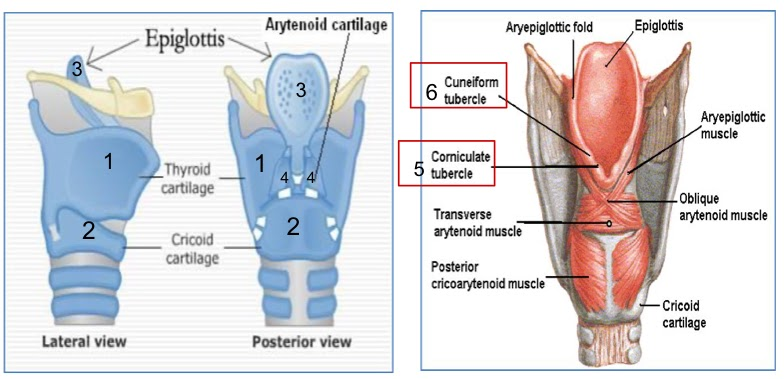 Epiglottis
Arytenoid cartilage
3
3
1
1
4
4
2
2
Thyroid
cartilage
Cricoid
cartilage
Lateral view
Posterior view
Aryepiglottic fold
Epiglottis
6 Cuneiform
tubercle
Aryepiglottic
muscle
5 Corniculate
tubercle
Oblique
arytenoid muscle
Transverse
arytenoid muscle
Posterior
cricoarytenoid muscle
Cricoid
cartilage